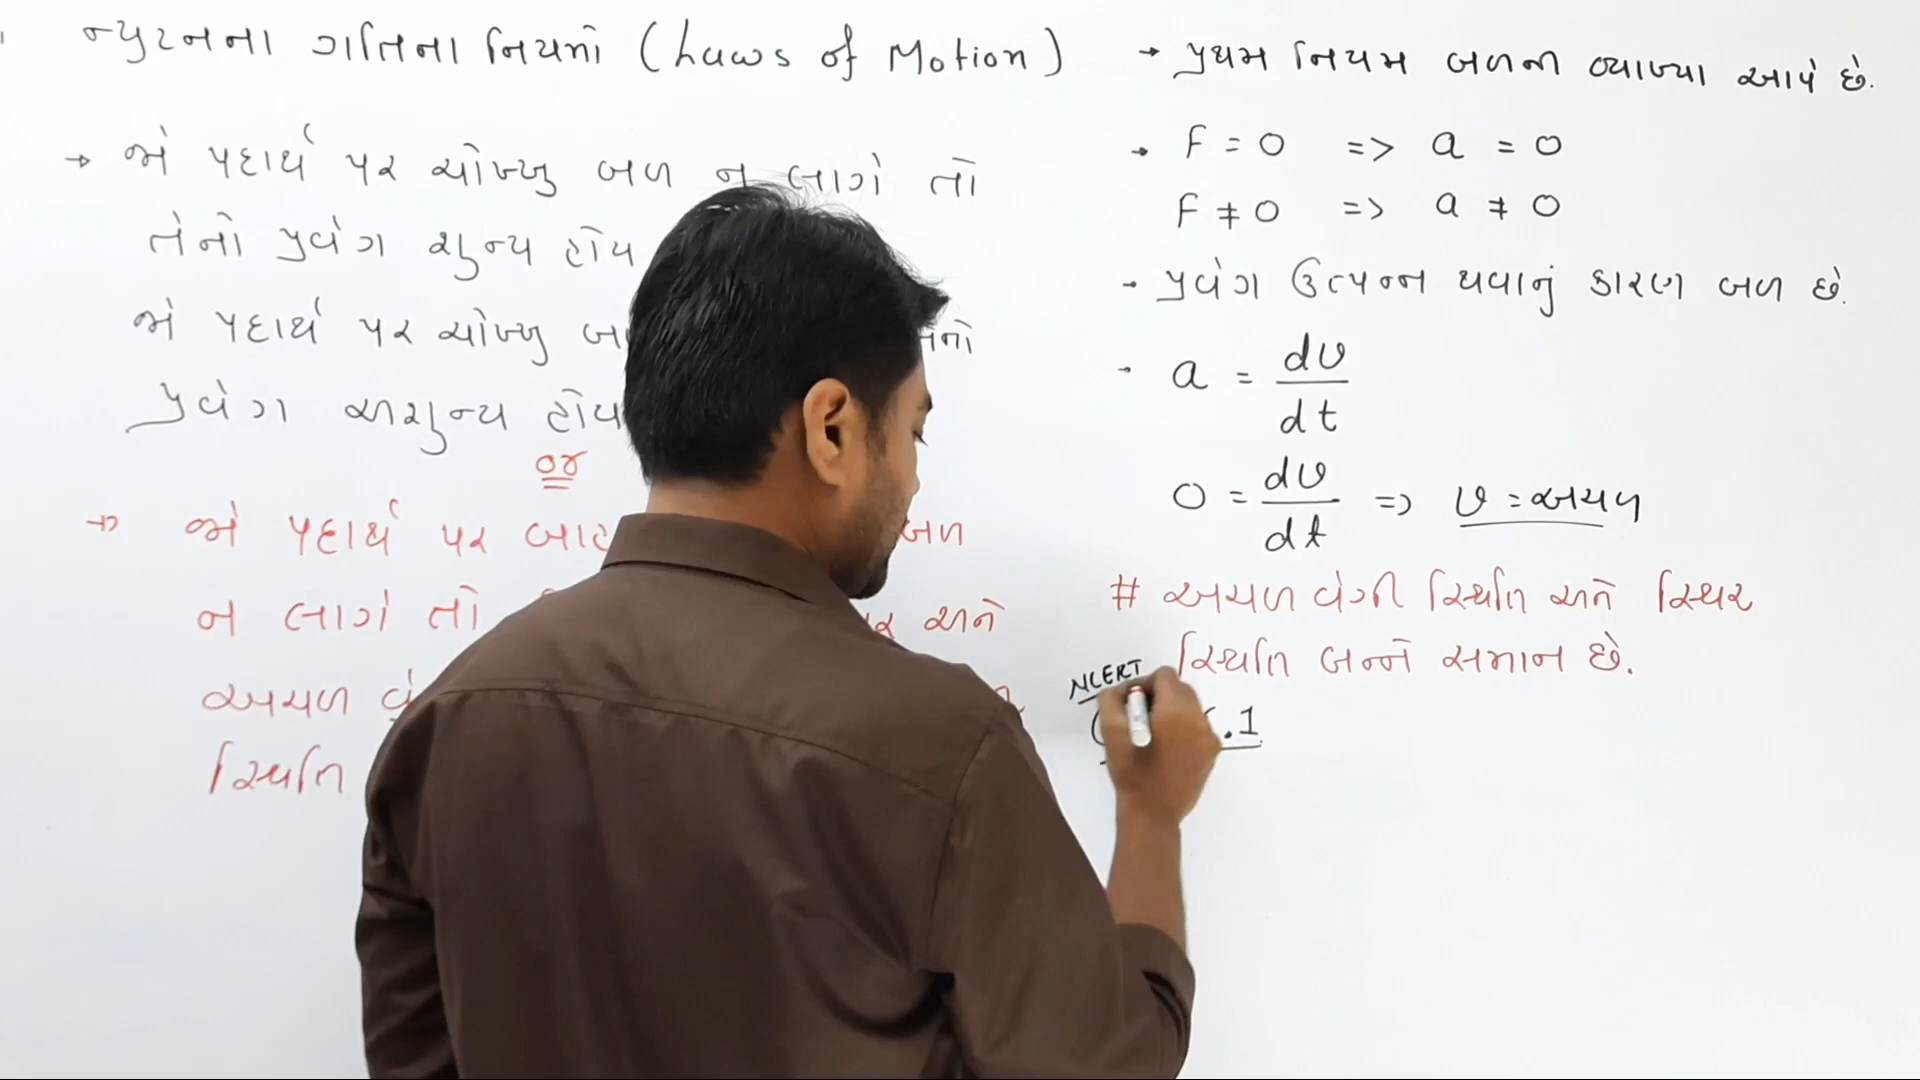 ન્યુટનના ગતિના નિયમો (Laws of Motion)
→ જો પદાર્થ પર ચોખ્ખુ બળ ન લાગે તો
તેનો પ્રવેગ શુન્ય હોય
જો પદાર્થ પર ચોખ્ખુ
પ્રવેગ અશુન્ય હોય
or
→ જો પદાર્થ પર બળ
ન લાગે તો અને
અચળ
સ્થિતિ
→ પ્રથમ નિયમ બળની વ્યાખ્યા આપે છે.
→ F = 0 => a = 0
F ≠ 0 => a ≠ 0
→ પ્રવેગ ઉત્પન્ન થવાનું કારણ બળ છે.
→ a = dv/dt
0 = dv/dt => v = અચળ
# અચળ વેગી સ્થિતિ અને સ્થિર
સ્થિતિ બન્ને સમાન છે.
NCERT
.1